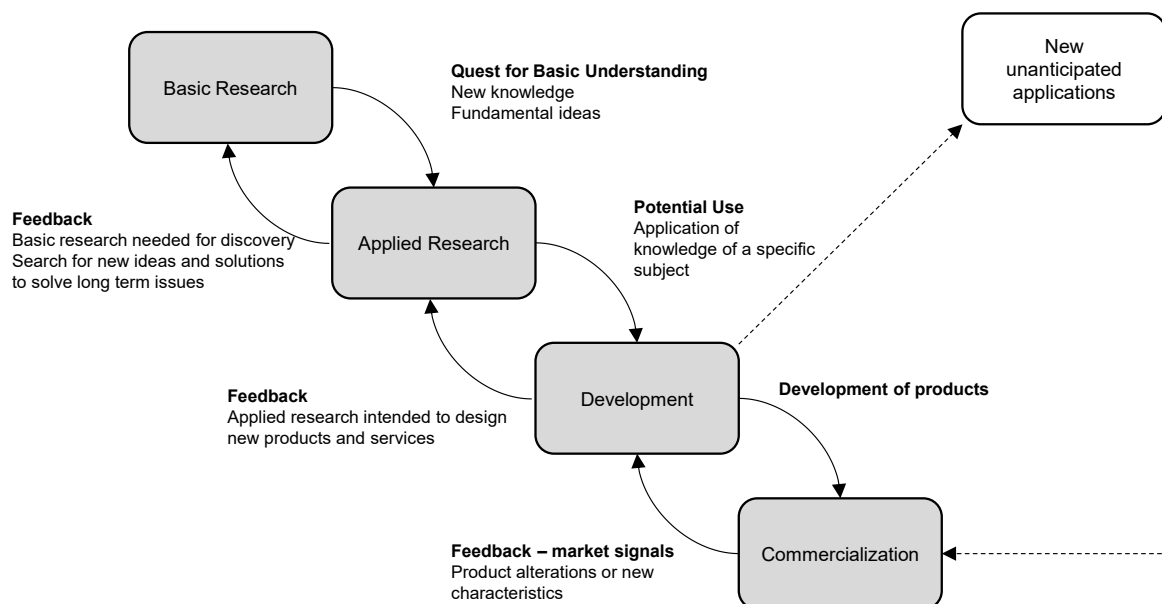 New
unanticipated
applications
Basic Research
Quest for Basic Understanding
New knowledge
Fundamental ideas
Feedback
Basic research needed for discovery
Search for new ideas and solutions
to solve long term issues
Applied Research
Potential Use
Application of
knowledge of a specific
subject
Feedback
Applied research intended to design
new products and services
Development
Development of products
Feedback – market signals
Product alterations or new
characteristics
Commercialization